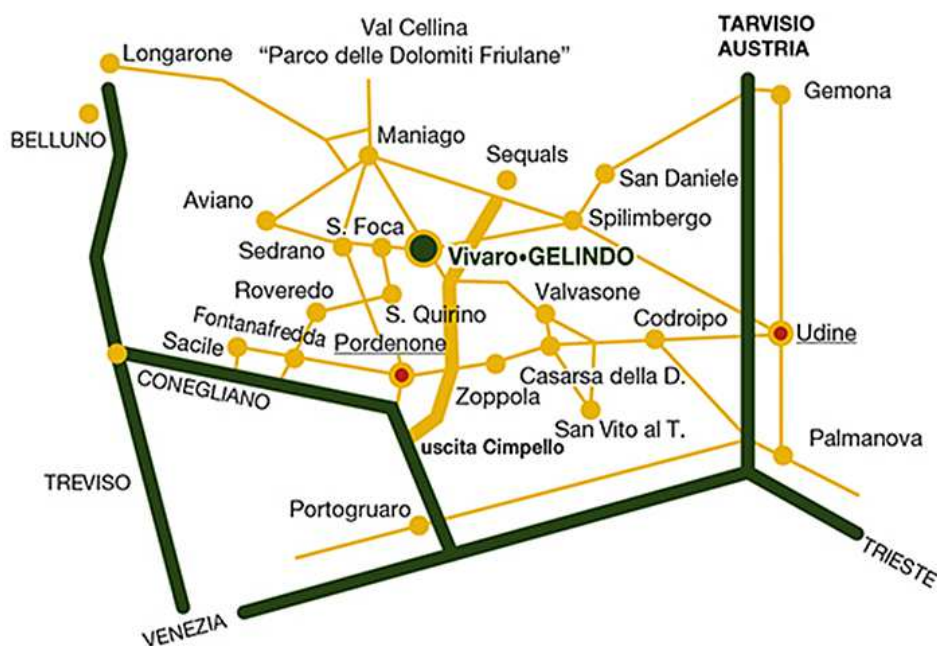 Val Cellina
“Parco delle Dolomiti Friulane”
TARVISIO
AUSTRIA
Longarone
Gemona
BELLUNO
Maniago
Sequals
San Daniele
Aviano
S. Foca
Spilimbergo
Sedrano
Vivaro•GELINDO
Roveredo
S. Quirino
Valvasone
Codroipo
Udine
Fontanafredda
Sacile
Pordenone
CONEGLIANO
Zoppola
Casarsa della D.
San Vito al T.
uscita Cimpello
Palmanova
TREVISO
Portogruaro
TRIESTE
VENEZIA